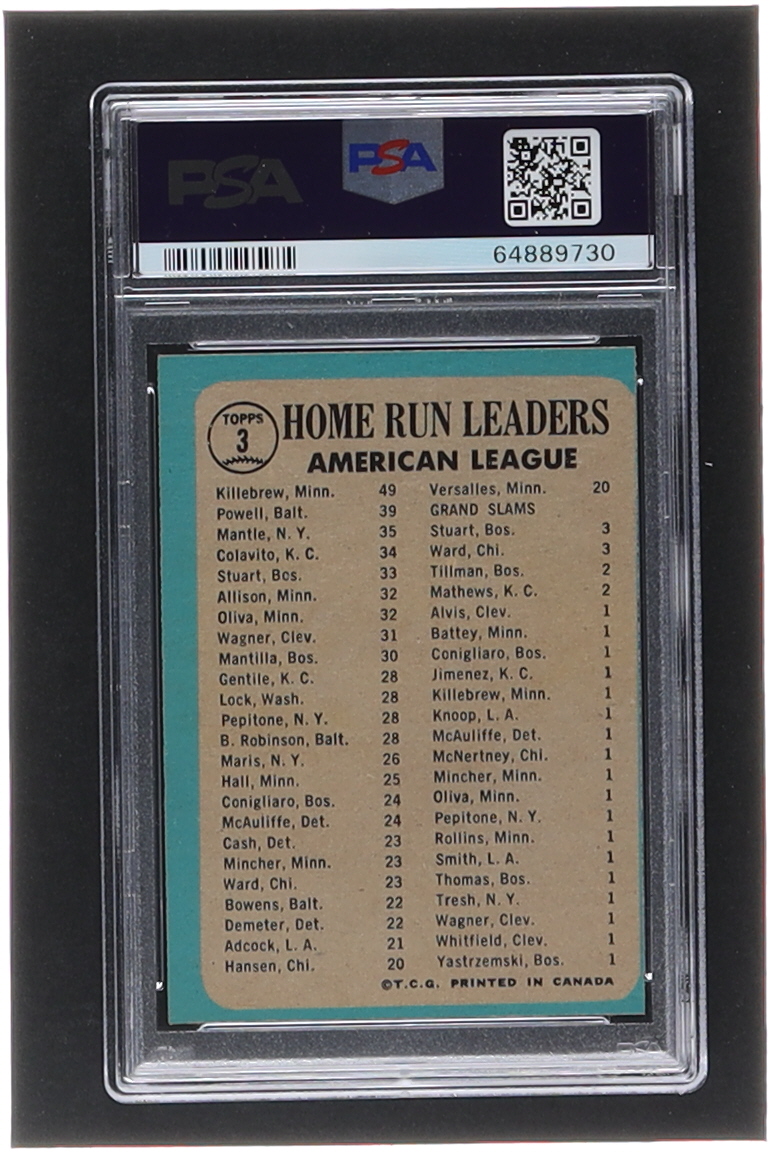 PSA PSA
64889730
TOPPS
3
HOME RUN LEADERS
AMERICAN LEAGUE
Killebrew, Minn. 49
Powell, Balt. 39
Mantle, N. Y. 35
Colavito, K. C. 34
Stuart, Bos. 33
Allison, Minn. 32
Oliva, Minn. 32
Wagner, Clev. 31
Mantilla, Bos. 30
Gentile, K. C. 28
Lock, Wash. 28
Pepitone, N. Y. 28
B. Robinson, Balt. 28
Maris, N. Y. 26
Hall, Minn. 25
Conigliaro, Bos. 24
McAuliffe, Det. 24
Cash, Det. 23
Mincher, Minn. 23
Ward, Chi. 23
Bowens, Balt. 22
Demeter, Det. 22
Adcock, L. A. 21
Hansen, Chi. 20
Versalles, Minn. 20
GRAND SLAMS
Stuart, Bos. 3
Ward, Chi. 3
Tillman, Bos. 2
Mathews, K. C. 2
Alvis, Clev. 1
Battey, Minn. 1
Conigliaro, Bos. 1
Jimenez, K. C. 1
Killebrew, Minn. 1
Knoop, L. A. 1
McAuliffe, Det. 1
McNertney, Chi. 1
Mincher, Minn. 1
Oliva, Minn. 1
Pepitone, N. Y. 1
Rollins, Minn. 1
Smith, L. A. 1
Thomas, Bos. 1
Tresh, N. Y. 1
Wagner, Clev. 1
Whitfield, Clev. 1
Yastrzemski, Bos. 1
©T.C.G. PRINTED IN CANADA
PSA